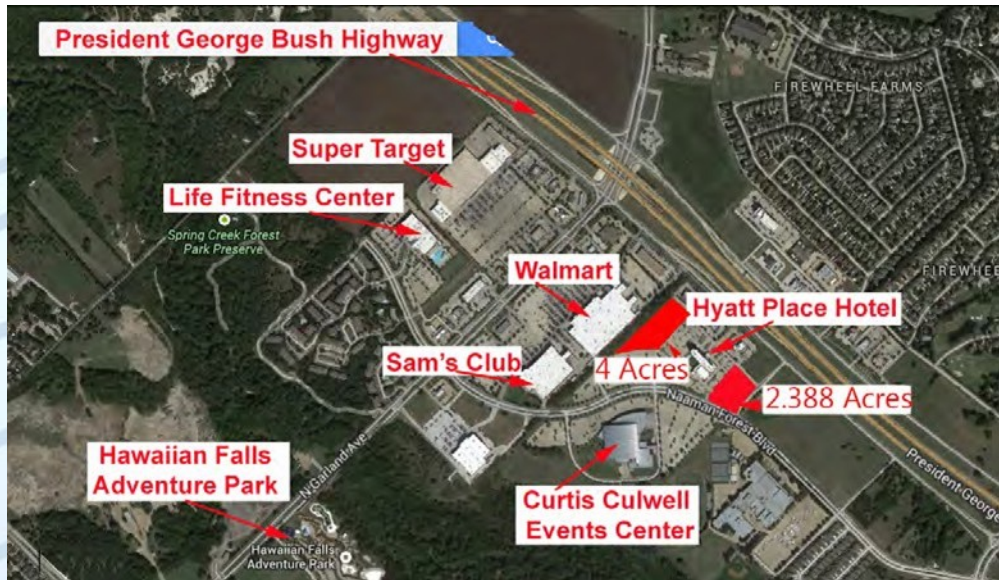 President George Bush Highway
FIREWHEEL FARMS
Super Target
Life Fitness Center
Spring Creek Forest
Park Preserve
Walmart
FIREWHEE
Hyatt Place Hotel
Sam's Club
4 Acres
2.388 Acres
Naaman Forest Blvd
N Garland Ave
Hawaiian Falls
Adventure Park
Curtis Culwell
Events Center
President George
Hawaiian Falls
Adventure Park